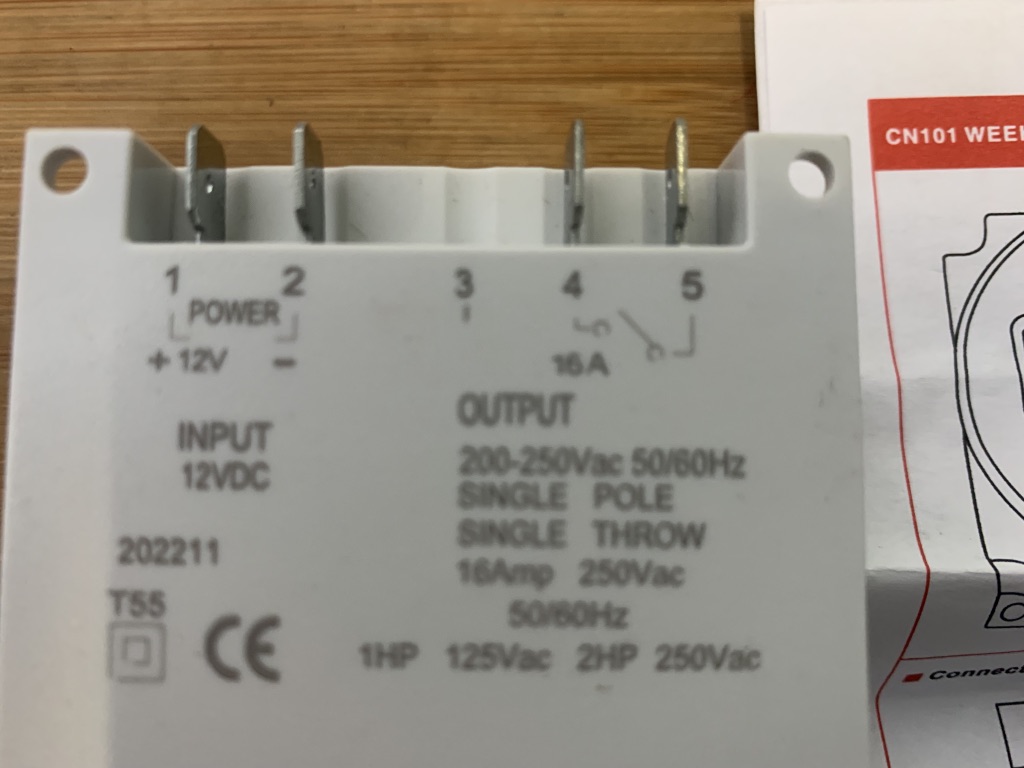 CN101 WEE
1 2 3 4 5
POWER
+ 12V -
16A
INPUT
12VDC
OUTPUT
200-250Vac 50/60Hz
SINGLE POLE
SINGLE THROW
16Amp 250Vac
50/60Hz
1HP 125Vac 2HP 250Vac
202211
T55
CE
Connect